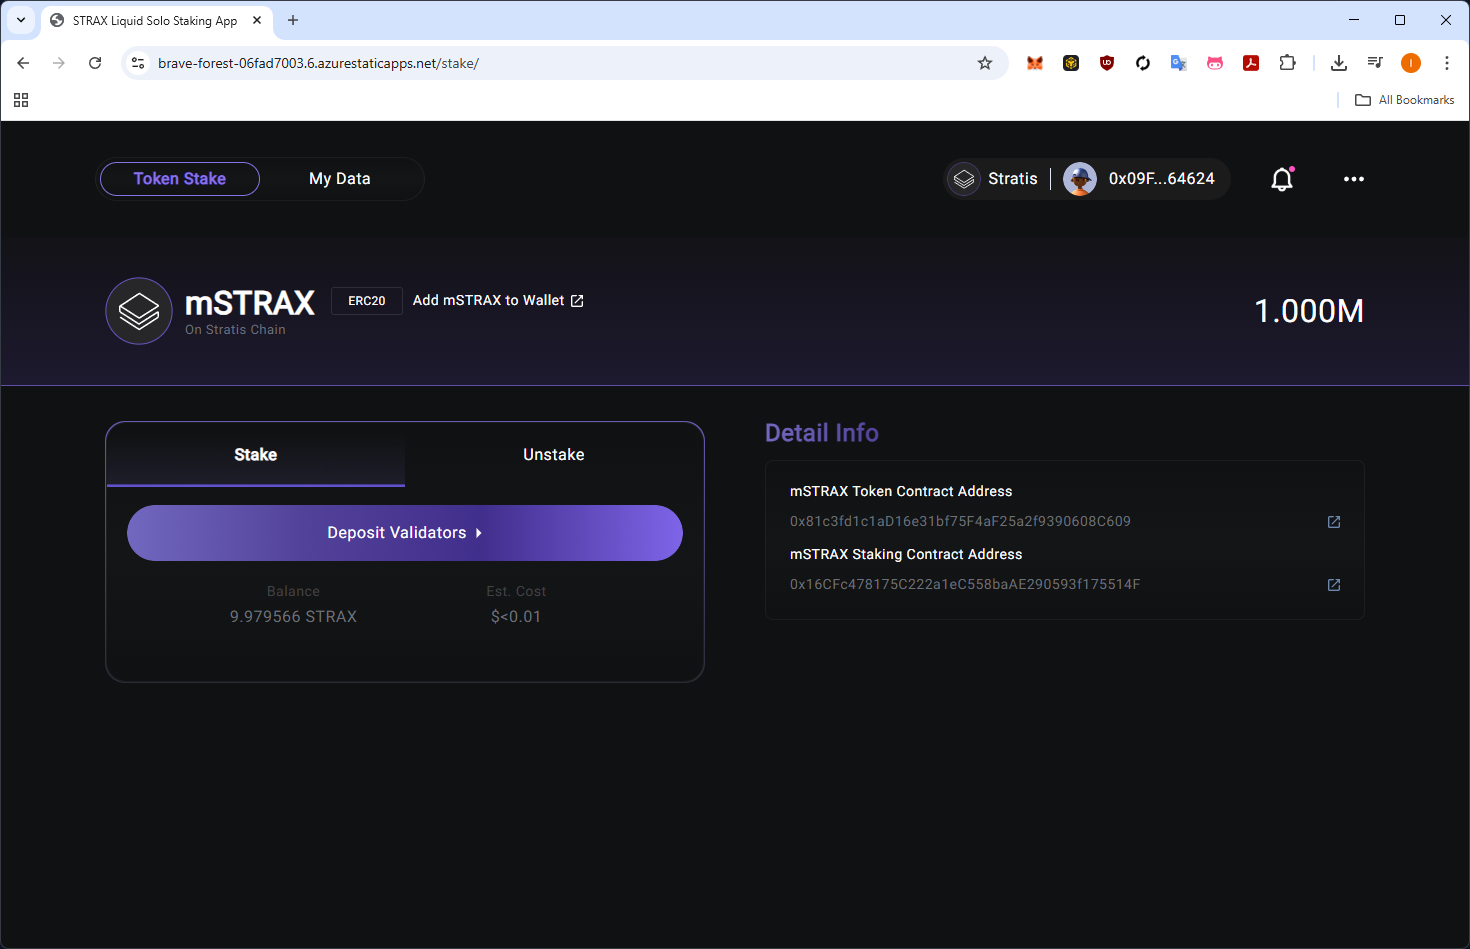 STRAX Liquid Solo Staking App
brave-forest-06fad7003.6.azurestaticapps.net/stake/
All Bookmarks
Token Stake
My Data
Stratis
0x09F...64624
mSTRAX
ERC20
Add mSTRAX to Wallet
On Stratis Chain
1.000M
Stake
Unstake
Deposit Validators
Balance
Est. Cost
9.979566 STRAX
$<0.01
Detail Info
mSTRAX Token Contract Address
0x81c3fd1c1aD16e31bf75F4aF25a2f9390608C609
mSTRAX Staking Contract Address
0x16CFc478175C222a1eC558baAE290593f175514F